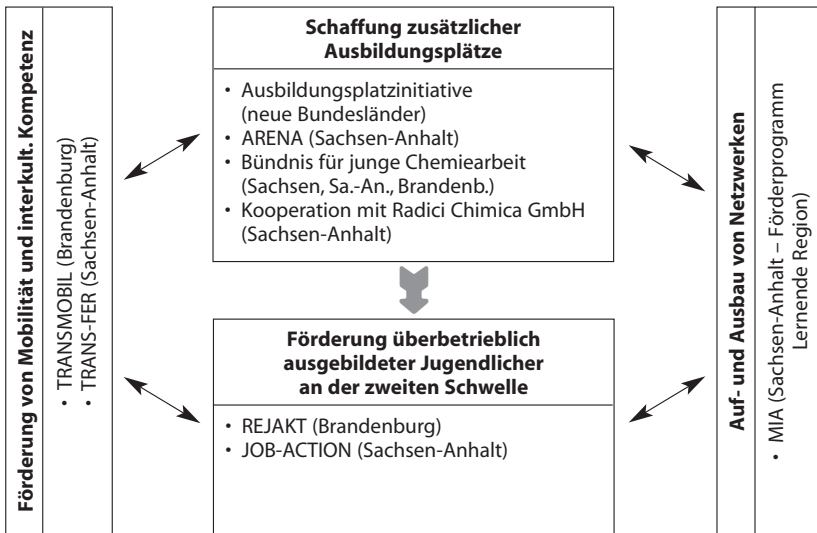 Förderung von Mobilität und interkult. Kompetenz
• TRANSMOBIL (Brandenburg)
• TRANS-FER (Sachsen-Anhalt)
Schaffung zusätzlicher
Ausbildungsplätze
• Ausbildungsplatzinitiative
(neue Bundesländer)
• ARENA (Sachsen-Anhalt)
• Bündnis für junge Chemiearbeit
(Sachsen, Sa.-An., Brandenb.)
• Kooperation mit Radici Chimica GmbH
(Sachsen-Anhalt)
Förderung überbetrieblich
ausgebildeter Jugendlicher
an der zweiten Schwelle
• REJAKT (Brandenburg)
• JOB-ACTION (Sachsen-Anhalt)
Auf- und Ausbau von Netzwerken
• MIA (Sachsen-Anhalt – Förderprogramm
Lernende Region)